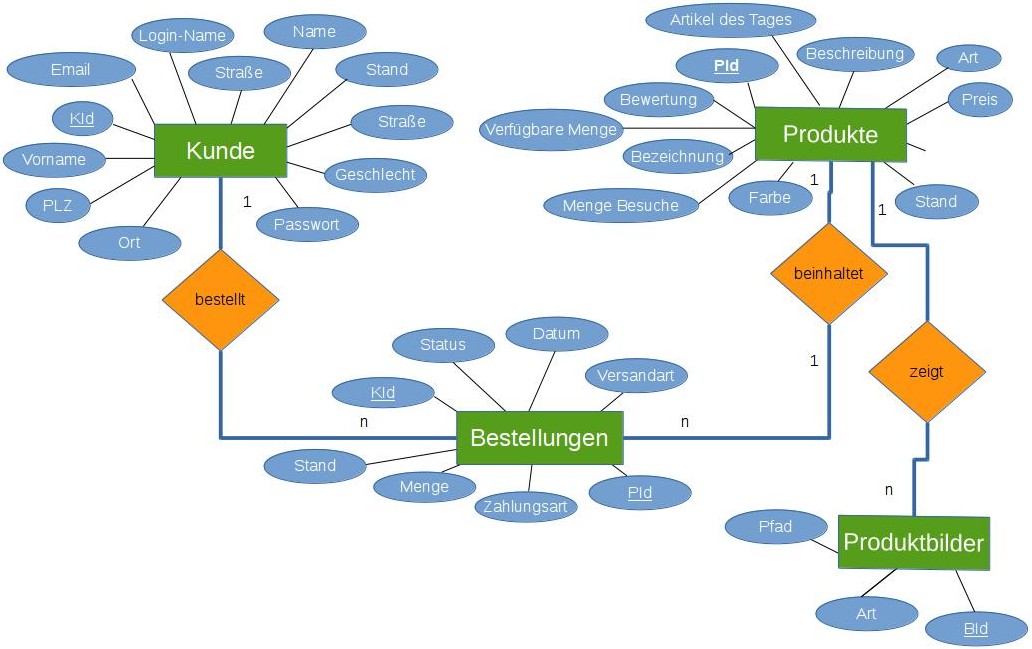 Artikel des Tages
Login-Name
Name
Email
Straße
Stand
PId
Beschreibung
Art
Bewertung
Preis
KId
Straße
Verfügbare Menge
Produkte
Kunde
Vorname
Bezeichnung
Geschlecht
PLZ
Menge Besuche
Farbe
Stand
1
1
1
Passwort
Ort
bestellt
beinhaltet
Status
Datum
1
zeigt
Versandart
KId
n
n
Bestellungen
Stand
Menge
Zahlungsart
PId
n
Pfad
Produktbilder
Art
BId